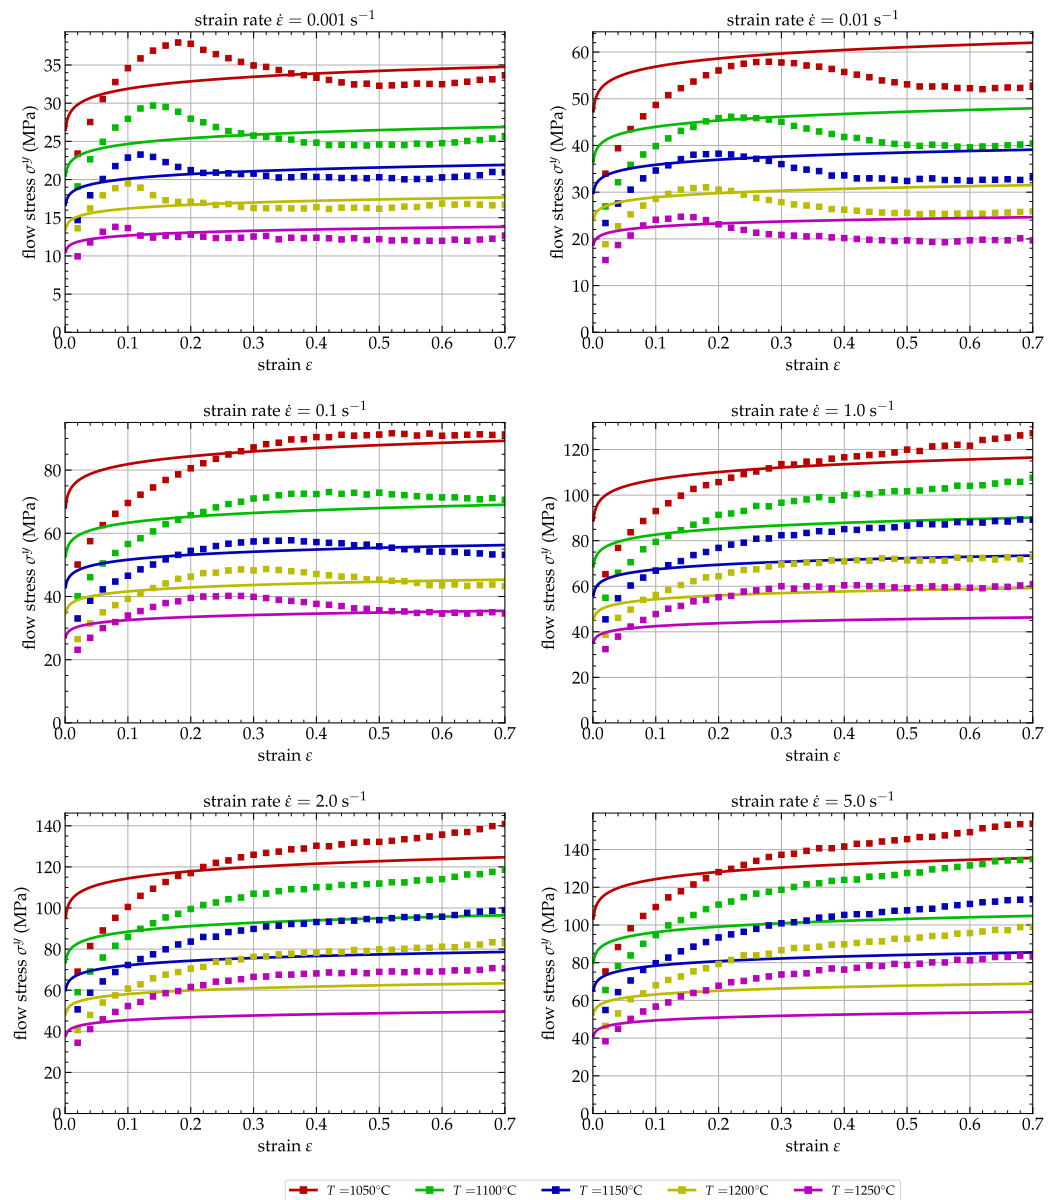 strain rate ε̇ = 0.001 s⁻¹
strain rate ε̇ = 0.01 s⁻¹
flow stress σʸ (MPa)
35
30
25
20
15
10
5
0
0.0 0.1 0.2 0.3 0.4 0.5 0.6 0.7
strain ε
flow stress σʸ (MPa)
60
50
40
30
20
10
0
0.0 0.1 0.2 0.3 0.4 0.5 0.6 0.7
strain ε
strain rate ε̇ = 0.1 s⁻¹
strain rate ε̇ = 1.0 s⁻¹
flow stress σʸ (MPa)
80
60
40
20
0
0.0 0.1 0.2 0.3 0.4 0.5 0.6 0.7
strain ε
flow stress σʸ (MPa)
120
100
80
60
40
20
0
0.0 0.1 0.2 0.3 0.4 0.5 0.6 0.7
strain ε
strain rate ε̇ = 2.0 s⁻¹
strain rate ε̇ = 5.0 s⁻¹
flow stress σʸ (MPa)
140
120
100
80
60
40
20
0
0.0 0.1 0.2 0.3 0.4 0.5 0.6 0.7
strain ε
flow stress σʸ (MPa)
140
120
100
80
60
40
20
0
0.0 0.1 0.2 0.3 0.4 0.5 0.6 0.7
strain ε
T =1050°C T =1100°C T =1150°C T =1200°C T =1250°C